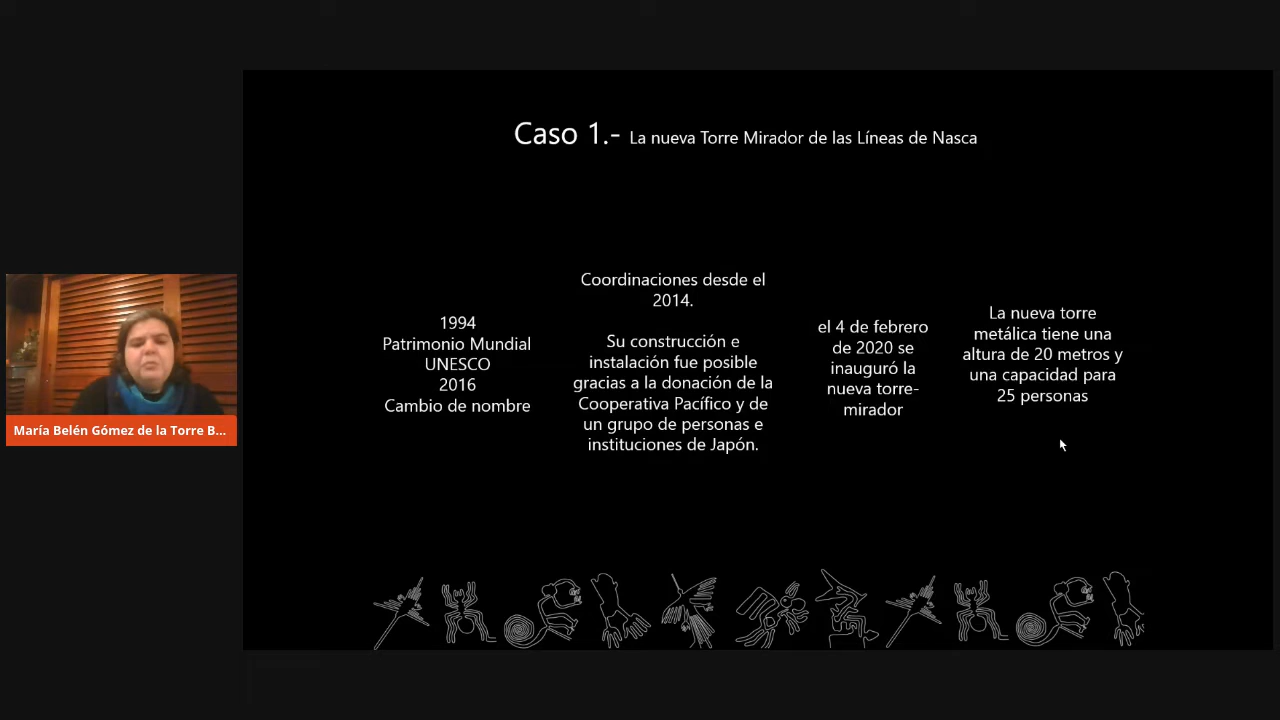 Caso 1.- La nueva Torre Mirador de las Líneas de Nasca
1994
Patrimonio Mundial
UNESCO
2016
Cambio de nombre
Coordinaciones desde el
2014.
Su construcción e
instalación fue posible
gracias a la donación de la
Cooperativa Pacífico y de
un grupo de personas e
instituciones de Japón.
el 4 de febrero
de 2020 se
inauguró la
nueva torre-
mirador
La nueva torre
metálica tiene una
altura de 20 metros y
una capacidad para
25 personas
María Belén Gómez de la Torre B...